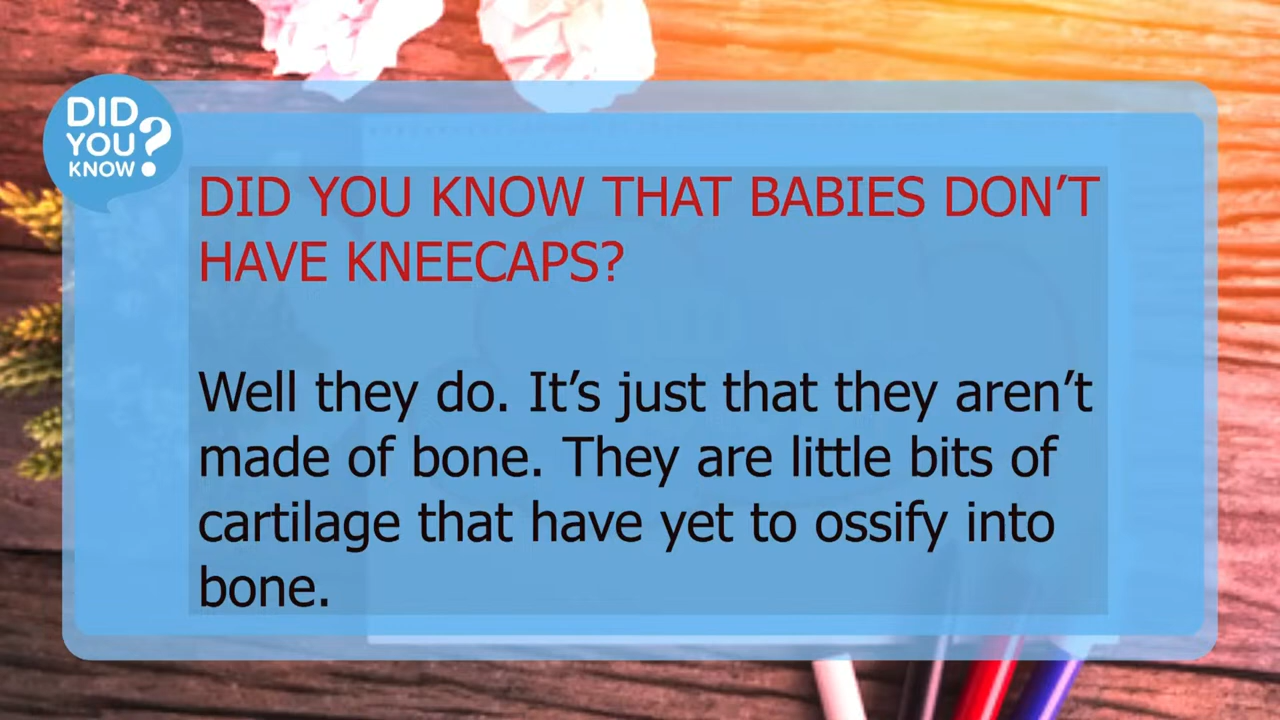 DID
YOU
KNOW?
DID YOU KNOW THAT BABIES DON’T
HAVE KNEECAPS?
Well they do. It’s just that they aren’t
made of bone. They are little bits of
cartilage that have yet to ossify into
bone.